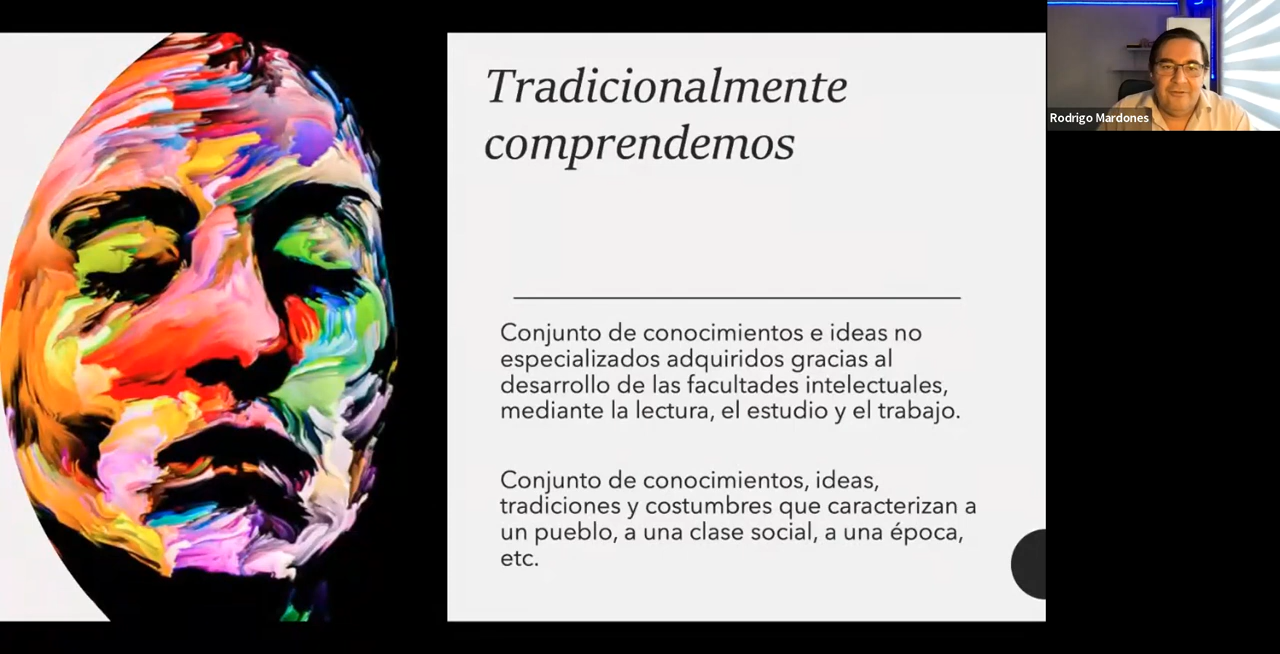 Tradicionalmente
comprendemos
Conjunto de conocimientos e ideas no
especializados adquiridos gracias al
desarrollo de las facultades intelectuales,
mediante la lectura, el estudio y el trabajo.
Conjunto de conocimientos, ideas,
tradiciones y costumbres que caracterizan a
un pueblo, a una clase social, a una época,
etc.
Rodrigo Mardones